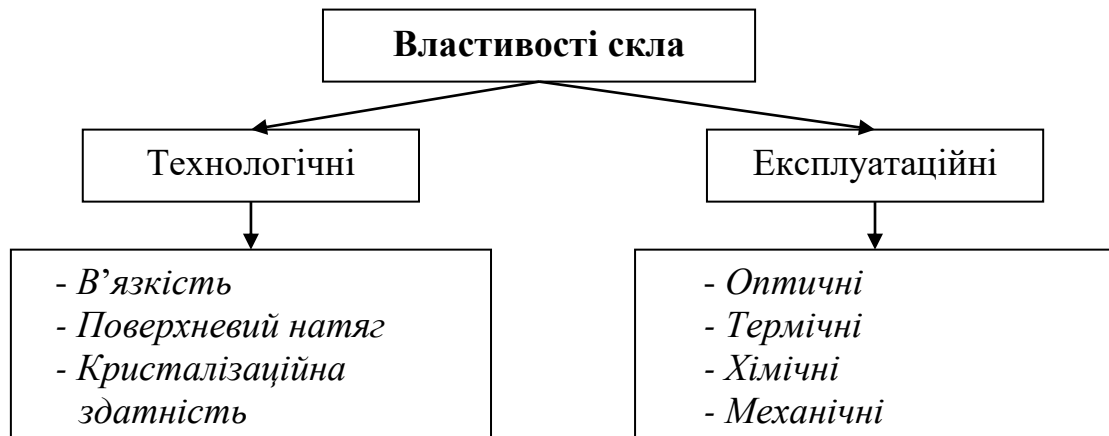 Властивості скла
Технологічні
Експлуатаційні
- В’язкість
- Поверхневий натяг
- Кристалізаційна
здатність
- Оптичні
- Термічні
- Хімічні
- Механічні